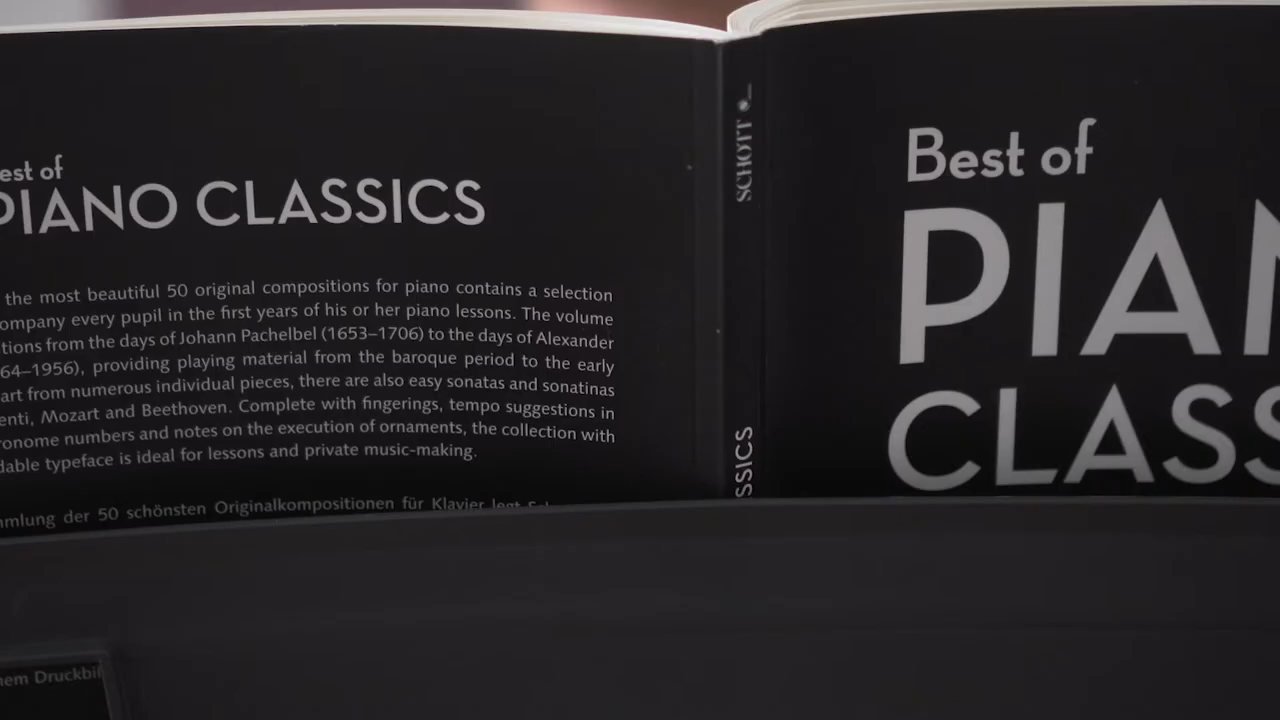 est of
PIANO CLASSICS
the most beautiful 50 original compositions for piano contains a selection
ompany every pupil in the first years of his or her piano lessons. The volume
tions from the days of Johann Pachelbel (1653–1706) to the days of Alexander
64–1956), providing playing material from the baroque period to the early
art from numerous individual pieces, there are also easy sonatas and sonatinas
enti, Mozart and Beethoven. Complete with fingerings, tempo suggestions in
ronome numbers and notes on the execution of ornaments, the collection with
dable typeface is ideal for lessons and private music-making.
mmlung der 50 schönsten Originalkompositionen für Klavier legt
nem Druckbil
SCHOTT
SSICS
Best of
PIAN
CLASS